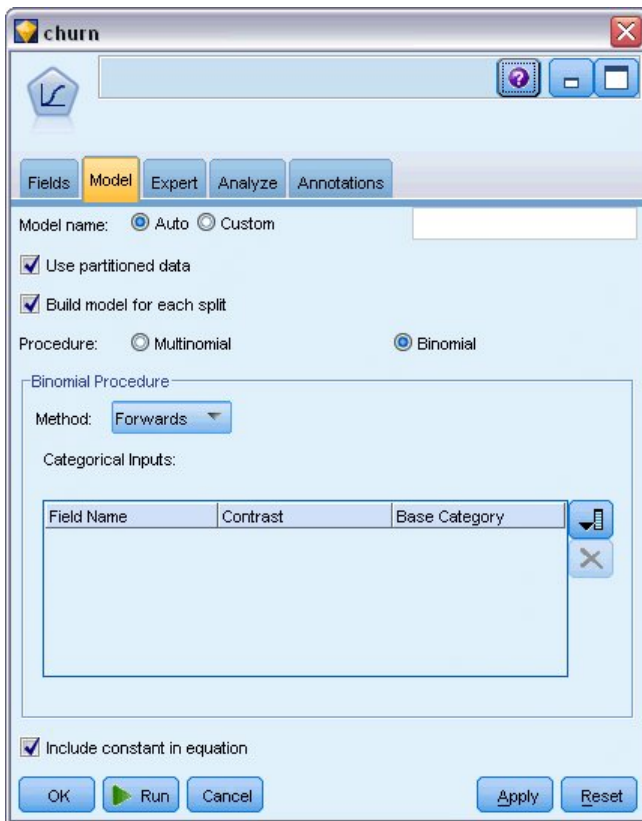 churn
Fields Model Expert Analyze Annotations
Model name: Auto Custom
Use partitioned data
Build model for each split
Procedure: Multinomial Binomial
Binomial Procedure
Method: Forwards
Categorical Inputs:
Field Name Contrast Base Category
Include constant in equation
OK Run Cancel Apply Reset